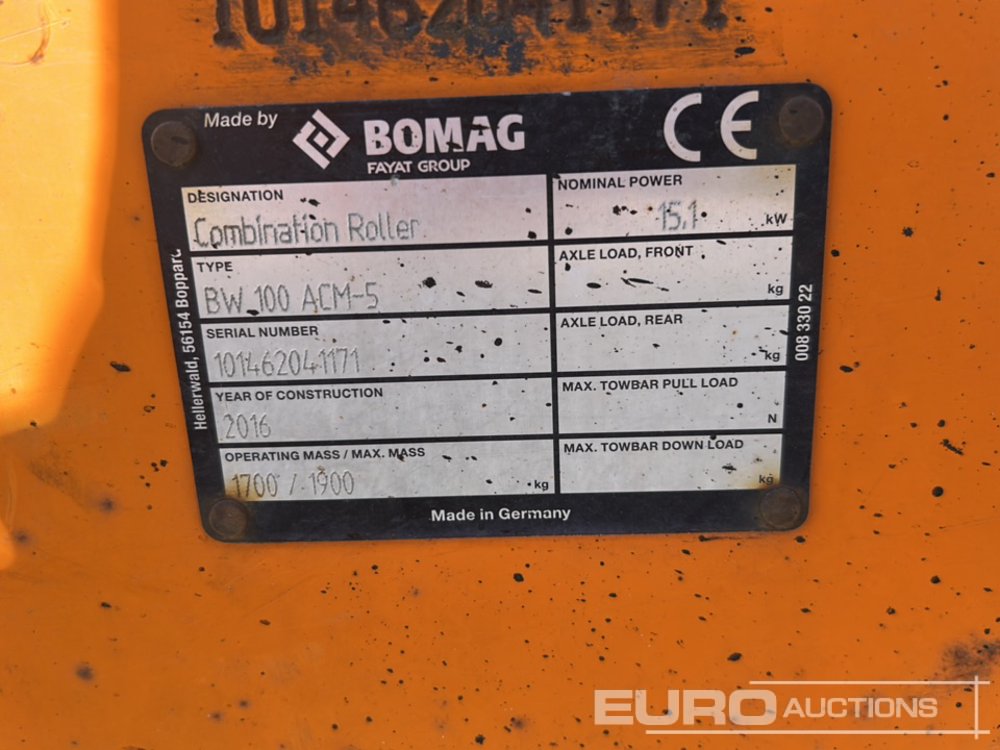 101462041171
Made by
BOMAG
FAYAT GROUP
CE
DESIGNATION
Combination Roller
NOMINAL POWER
15,1 kW
TYPE
BW 100 ACM-5
AXLE LOAD, FRONT
kg
SERIAL NUMBER
101462041171
AXLE LOAD, REAR
kg
YEAR OF CONSTRUCTION
2016
MAX. TOWBAR PULL LOAD
N
OPERATING MASS / MAX. MASS
1700 / 1900 kg
MAX. TOWBAR DOWN LOAD
kg
Made in Germany
Hellerwald, 56154 Boppard
008 330 22
EURO AUCTIONS